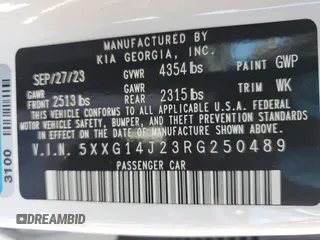 MANUFACTURED BY
KIA GEORGIA, INC.
SEP/27/23 GVWR 4354 lbs PAINT GWP
GAWR FRONT 2513 lbs GAWR REAR 2315 lbs TRIM WK
THIS VEHICLE CONFORMS TO ALL APPLICABLE
FEDERAL MOTOR VEHICLE SAFETY, BUMPER, AND THEFT
PREVENTION STANDARDS IN EFFECT ON THE DATE OF
MANUFACTURE SHOWN ABOVE.
V.I.N. 5XXG14J23RG250489
PASSENGER CAR
3100
DREAMBID